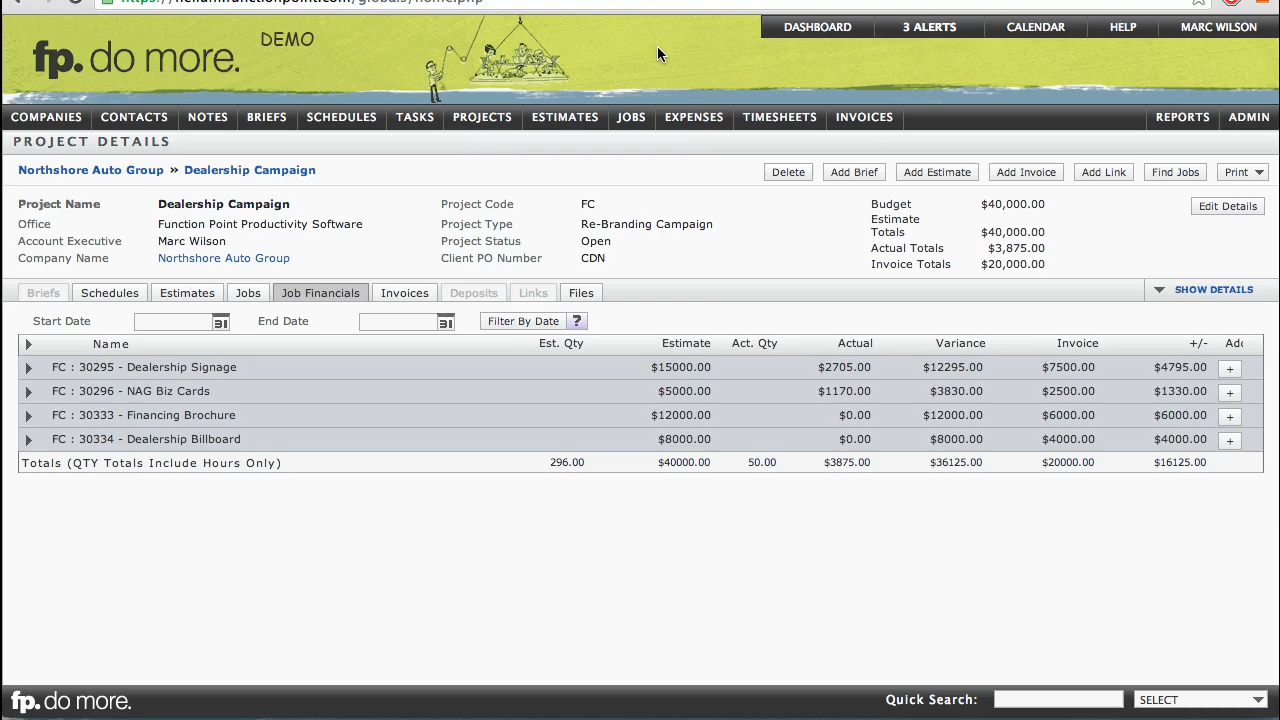 DEMO
fp. do more.
DASHBOARD 3 ALERTS CALENDAR HELP MARC WILSON
COMPANIES CONTACTS NOTES BRIEFS SCHEDULES TASKS PROJECTS ESTIMATES JOBS EXPENSES TIMESHEETS INVOICES REPORTS ADMIN
PROJECT DETAILS
Northshore Auto Group » Dealership Campaign Delete Add Brief Add Estimate Add Invoice Add Link Find Jobs Print
Project Name Dealership Campaign Project Code FC Budget $40,000.00 Edit Details
Office Function Point Productivity Software Project Type Re-Branding Campaign Estimate Totals $40,000.00
Account Executive Marc Wilson Project Status Open Actual Totals $3,875.00
Company Name Northshore Auto Group Client PO Number CDN Invoice Totals $20,000.00
Briefs Schedules Estimates Jobs Job Financials Invoices Deposits Links Files SHOW DETAILS
Start Date 31 End Date 31 Filter By Date ?
Name Est. Qty Estimate Act. Qty Actual Variance Invoice +/- Adc
FC : 30295 - Dealership Signage $15000.00 $2705.00 $12295.00 $7500.00 $4795.00 +
FC : 30296 - NAG Biz Cards $5000.00 $1170.00 $3830.00 $2500.00 $1330.00 +
FC : 30333 - Financing Brochure $12000.00 $0.00 $12000.00 $6000.00 $6000.00 +
FC : 30334 - Dealership Billboard $8000.00 $0.00 $8000.00 $4000.00 $4000.00 +
Totals (QTY Totals Include Hours Only) 296.00 $40000.00 50.00 $3875.00 $36125.00 $20000.00 $16125.00
fp. do more. Quick Search: SELECT